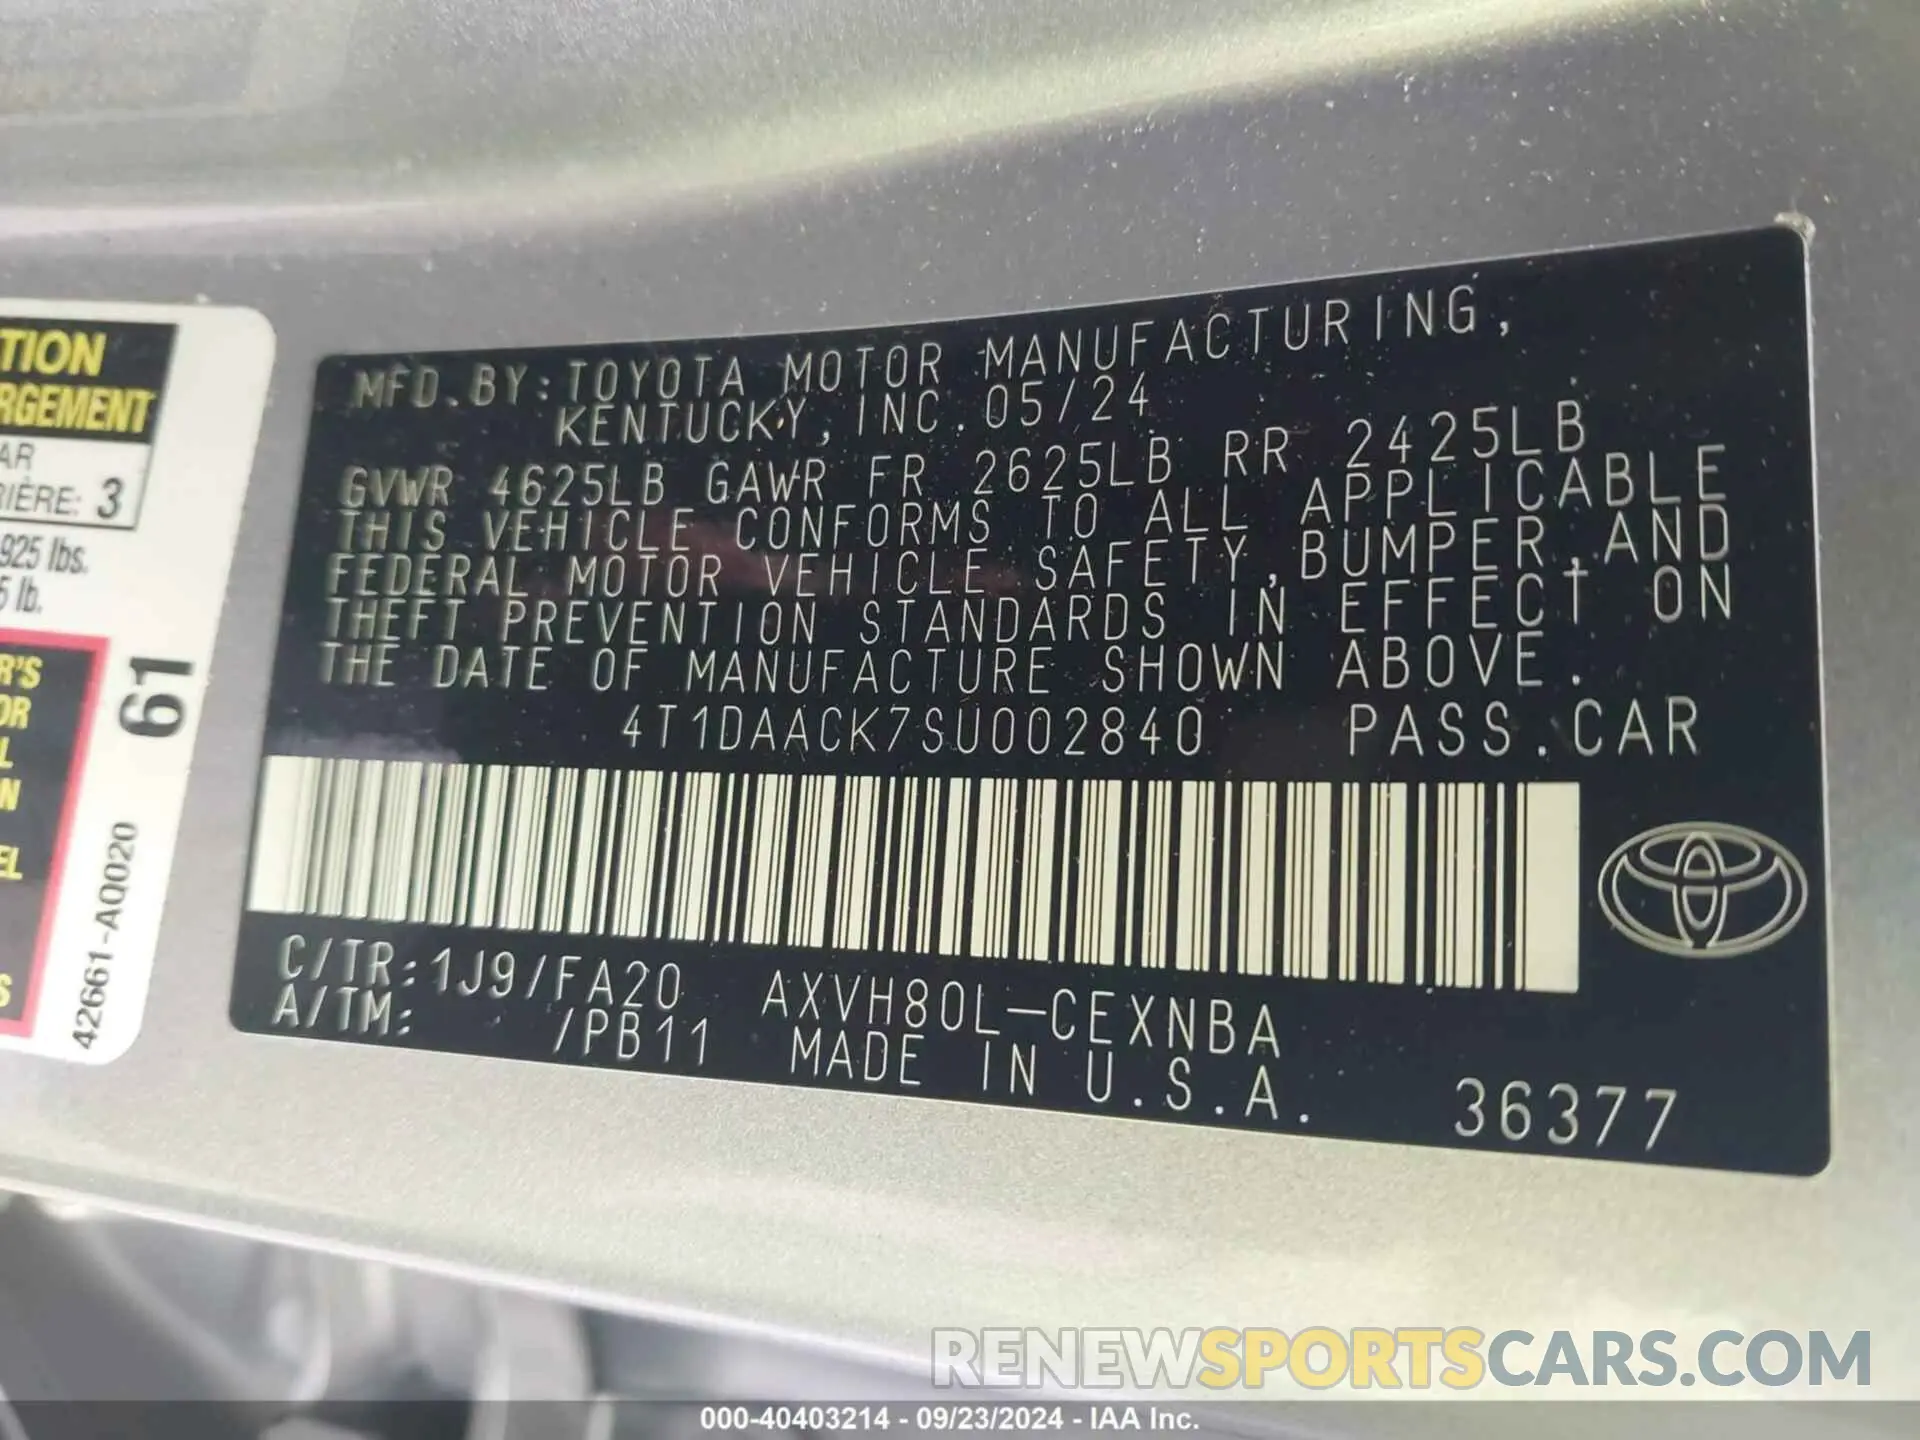 TION
RGEMENT
AR
RIÈRE: 3
925 lbs.
5 lb.
R'S
OR
L
N
EL
S
61
42661-AQ020
MFD. BY: TOYOTA MOTOR MANUFACTURING,
KENTUCKY, INC. 05/24
GVWR 4625LB GAWR FR 2625LB RR 2425LB
THIS VEHICLE CONFORMS TO ALL APPLICABLE
FEDERAL MOTOR VEHICLE SAFETY, BUMPER, AND
THEFT PREVENTION STANDARDS IN EFFECT ON
THE DATE OF MANUFACTURE SHOWN ABOVE.
4T1DAACK7SU002840 PASS.CAR
C/TR: 1J9/FA20 AXVH80L-CEXNBA
A/TM: /PB11 MADE IN U.S.A.
36377
RENEWSPORTSCARS.COM
000-40403214 - 09/23/2024 - IAA Inc.